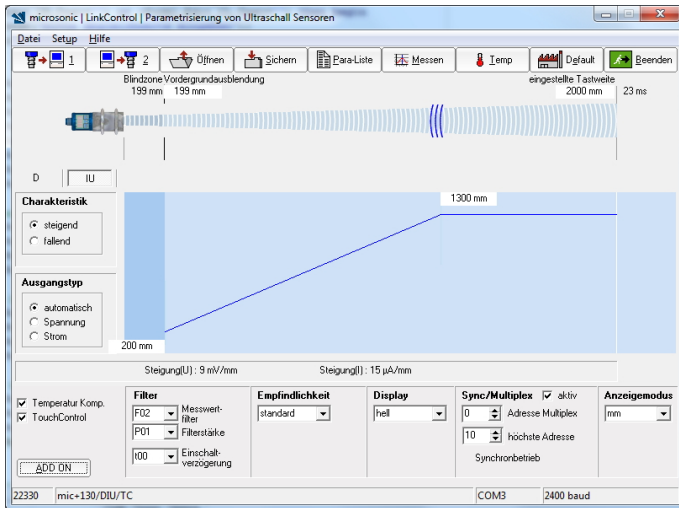 microsonic | LinkControl | Parametrisierung von Ultraschall Sensoren
Datei Setup Hilfe
1 2 Öffnen Sichern Para-Liste Messen Temp Default Beenden
Blindzone Vordergrundausblendung eingestellte Tastweite
199 mm 199 mm 2000 mm 23 ms
D IU
Charakteristik
steigend
fallend
1300 mm
Ausgangstyp
automatisch
Spannung
Strom
200 mm
Steigung(U) : 9 mV/mm Steigung(I) : 15 µA/mm
Temperatur Komp.
TouchControl
ADD ON
Filter
F02 Messwert-
filter
P01 Filterstärke
t00 Einschalt-
verzögerung
Empfindlichkeit
standard
Display
hell
Sync/Multiplex aktiv
0 Adresse Multiplex
10 höchste Adresse
Synchronbetrieb
Anzeigemodus
mm
22330 mic+130/DIU/TC COM3 2400 baud